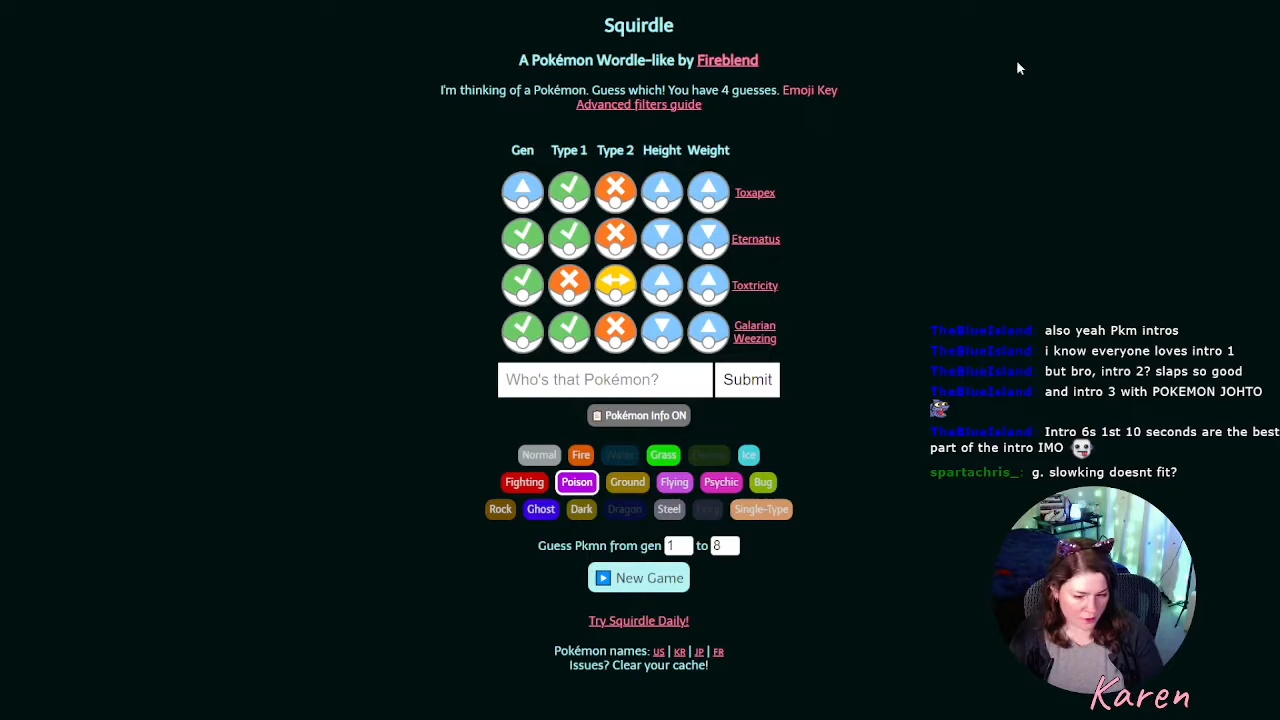 Squirdle
A Pokémon Wordle-like by Fireblend
I'm thinking of a Pokémon. Guess which! You have 4 guesses. Emoji Key
Advanced filters guide
Gen Type 1 Type 2 Height Weight
Toxapex
Eternatus
Toxtricity
Galarian
Weezing
Who's that Pokémon? Submit
Pokémon Info ON
Normal Fire Water Grass Electric Ice
Fighting Poison Ground Flying Psychic Bug
Rock Ghost Dark Dragon Steel Fairy Single-Type
Guess Pkmn from gen 1 to 8
New Game
Try Squirdle Daily!
Pokémon names: US | KR | JP | FR
Issues? Clear your cache!
TheBlueIsland: also yeah Pkm intros
TheBlueIsland: i know everyone loves intro 1
TheBlueIsland: but bro, intro 2? slaps so good
TheBlueIsland: and intro 3 with POKEMON JOHTO
TheBlueIsland: Intro 6s 1st 10 seconds are the best
part of the intro IMO
spartachris_: g. slowking doesnt fit?
Karen